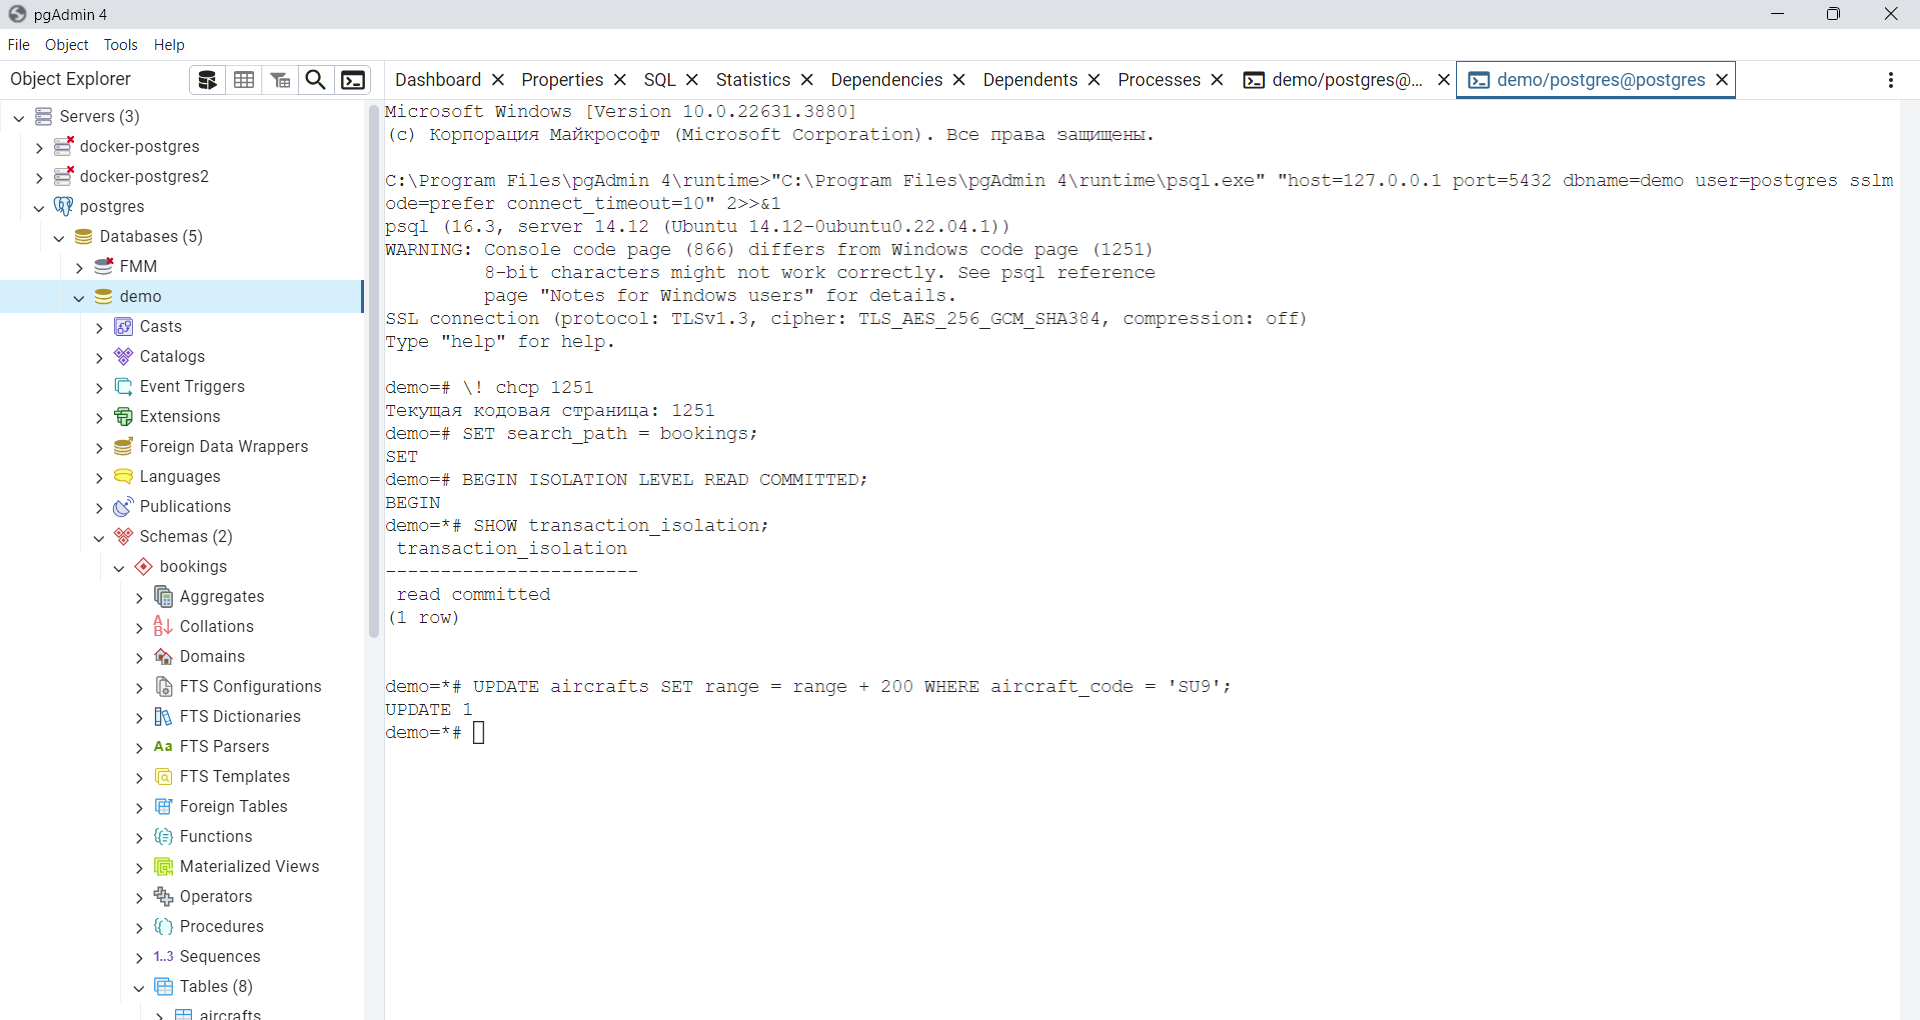 pgAdmin 4
File Object Tools Help
Object Explorer
Dashboard Properties SQL Statistics Dependencies Dependents Processes demo/postgres@... demo/postgres@postgres
Servers (3)
docker-postgres
docker-postgres2
postgres
Databases (5)
FMM
demo
Casts
Catalogs
Event Triggers
Extensions
Foreign Data Wrappers
Languages
Publications
Schemas (2)
bookings
Aggregates
Collations
Domains
FTS Configurations
FTS Dictionaries
Aa FTS Parsers
FTS Templates
Foreign Tables
Functions
Materialized Views
Operators
Procedures
1..3 Sequences
Tables (8)
aircrafts
Microsoft Windows [Version 10.0.22631.3880]
(c) Корпорация Майкрософт (Microsoft Corporation). Все права защищены.
C:\Program Files\pgAdmin 4\runtime>"C:\Program Files\pgAdmin 4\runtime\psql.exe" "host=127.0.0.1 port=5432 dbname=demo user=postgres sslm
ode=prefer connect_timeout=10" 2>>&1
psql (16.3, server 14.12 (Ubuntu 14.12-0ubuntu0.22.04.1))
WARNING: Console code page (866) differs from Windows code page (1251)
8-bit characters might not work correctly. See psql reference
page "Notes for Windows users" for details.
SSL connection (protocol: TLSv1.3, cipher: TLS_AES_256_GCM_SHA384, compression: off)
Type "help" for help.
demo=# \! chcp 1251
Текущая кодовая страница: 1251
demo=# SET search_path = bookings;
SET
demo=# BEGIN ISOLATION LEVEL READ COMMITTED;
BEGIN
demo=*# SHOW transaction_isolation;
transaction_isolation
-----------------------
read committed
(1 row)
demo=*# UPDATE aircrafts SET range = range + 200 WHERE aircraft_code = 'SU9';
UPDATE 1
demo=*#